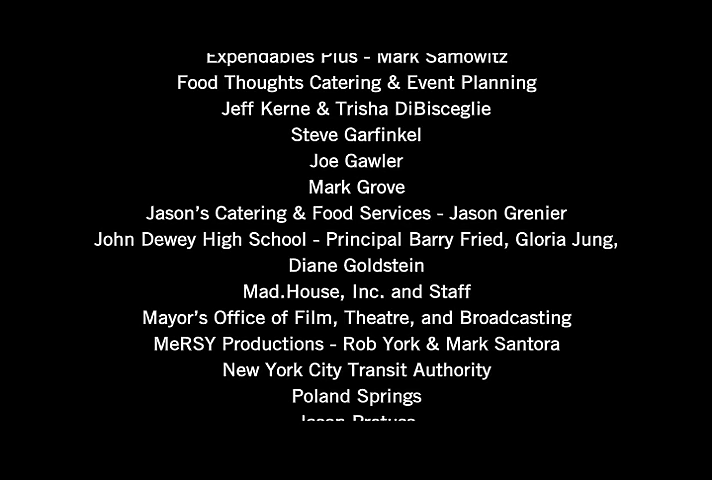 Expendables Plus - Mark Samowitz
Food Thoughts Catering & Event Planning
Jeff Kerne & Trisha DiBisceglie
Steve Garfinkel
Joe Gawler
Mark Grove
Jason's Catering & Food Services - Jason Grenier
John Dewey High School - Principal Barry Fried, Gloria Jung,
Diane Goldstein
Mad.House, Inc. and Staff
Mayor's Office of Film, Theatre, and Broadcasting
MeRSY Productions - Rob York & Mark Santora
New York City Transit Authority
Poland Springs
Jason